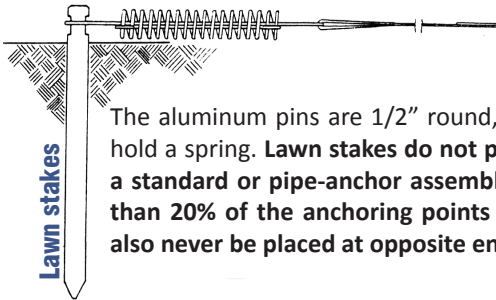 Lawn stakes
The aluminum pins are 1/2” round,
hold a spring. Lawn stakes do not p
a standard or pipe-anchor assembl
than 20% of the anchoring points
also never be placed at opposite en